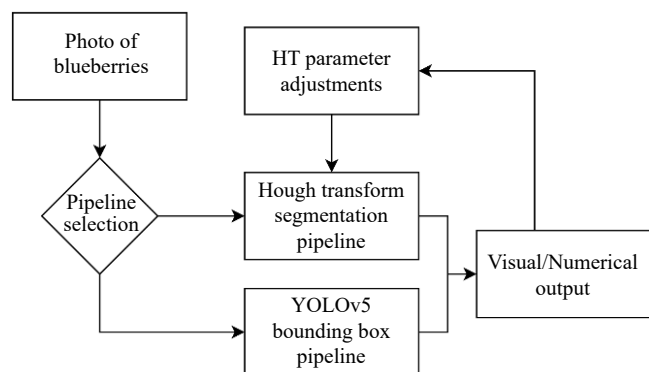 Photo of
blueberries
HT parameter
adjustments
Pipeline
selection
Hough transform
segmentation
pipeline
Visual/Numerical
output
YOLOv5
bounding box
pipeline